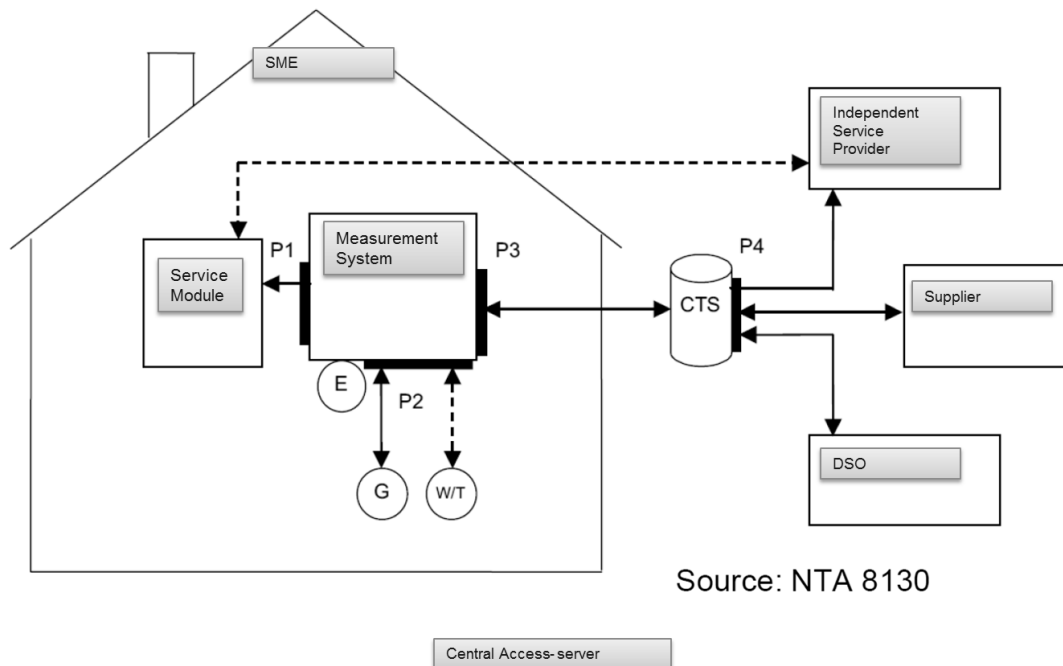 SME
Independent
Service
Provider
P1
Measurement
System
P3
P4
Service
Module
CTS
Supplier
E
P2
G
W/T
DSO
Source: NTA 8130
Central Access-server